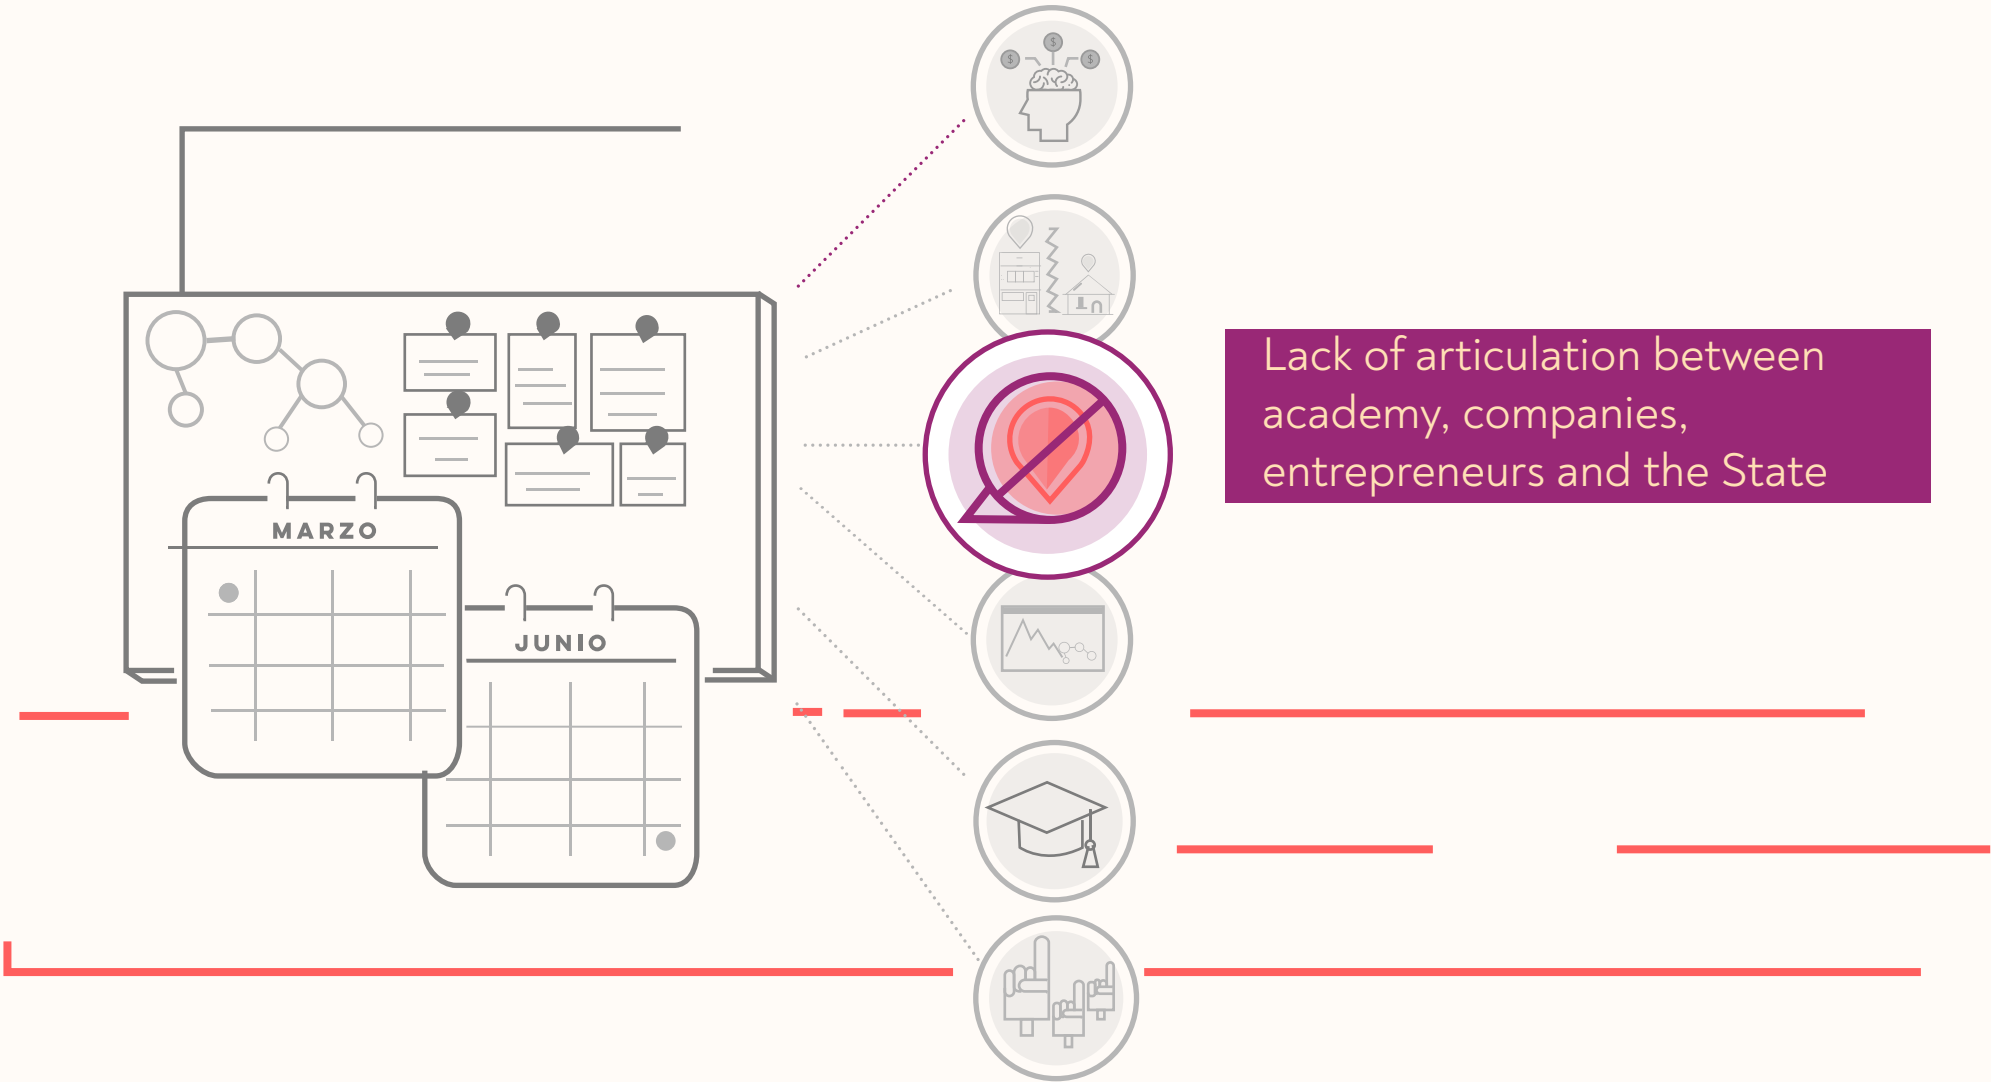 $
$
$
MARZO
JUNIO
Lack of articulation between
academy, companies,
entrepreneurs and the State